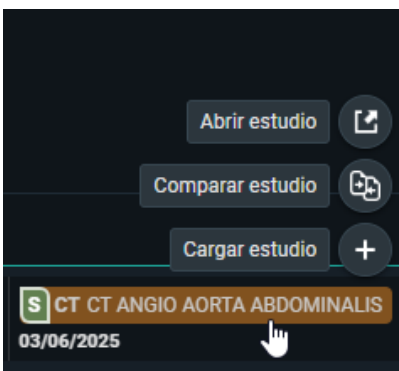 Abrir estudio
Comparar estudio
Cargar estudio
S CT CT ANGIO AORTA ABDOMINALIS
03/06/2025